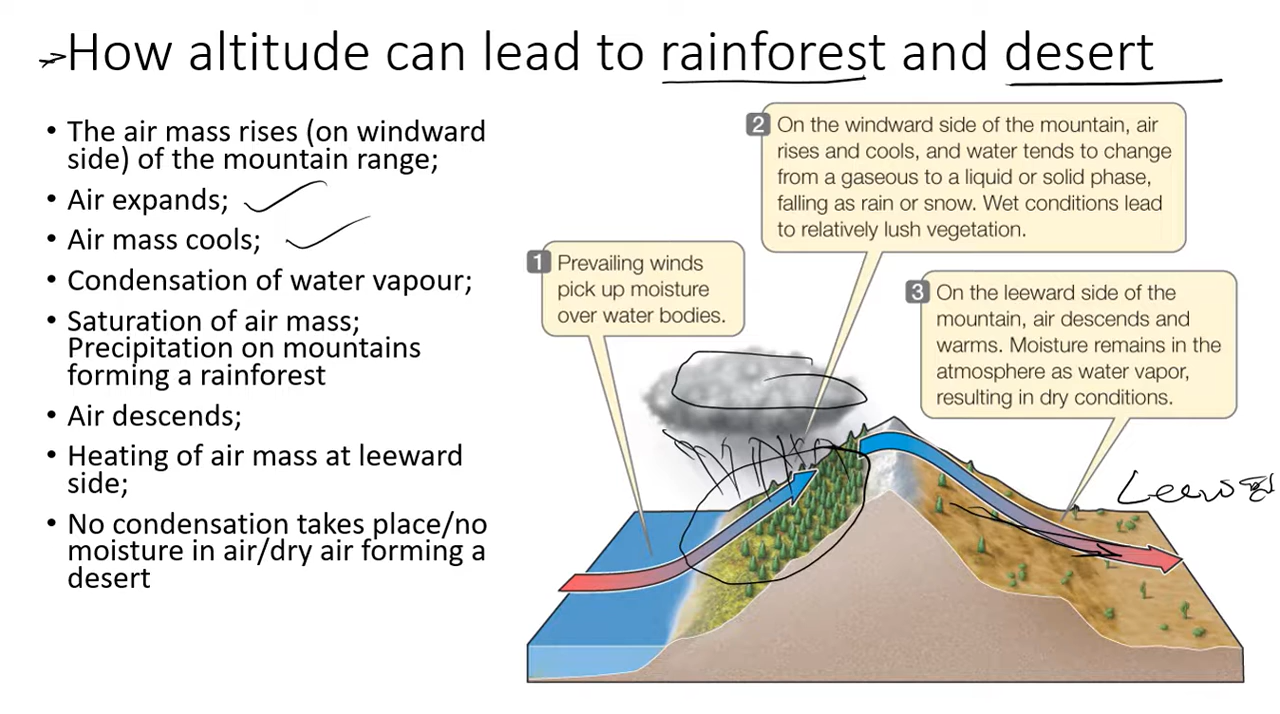 How altitude can lead to rainforest and desert
• The air mass rises (on windward
side) of the mountain range;
• Air expands;
• Air mass cools;
• Condensation of water vapour;
• Saturation of air mass;
Precipitation on mountains
forming a rainforest
• Air descends;
• Heating of air mass at leeward
side;
• No condensation takes place/no
moisture in air/dry air forming a
desert
1 Prevailing winds
pick up moisture
over water bodies.
2 On the windward side of the mountain, air
rises and cools, and water tends to change
from a gaseous to a liquid or solid phase,
falling as rain or snow. Wet conditions lead
to relatively lush vegetation.
3 On the leeward side of the
mountain, air descends and
warms. Moisture remains in the
atmosphere as water vapor,
resulting in dry conditions.